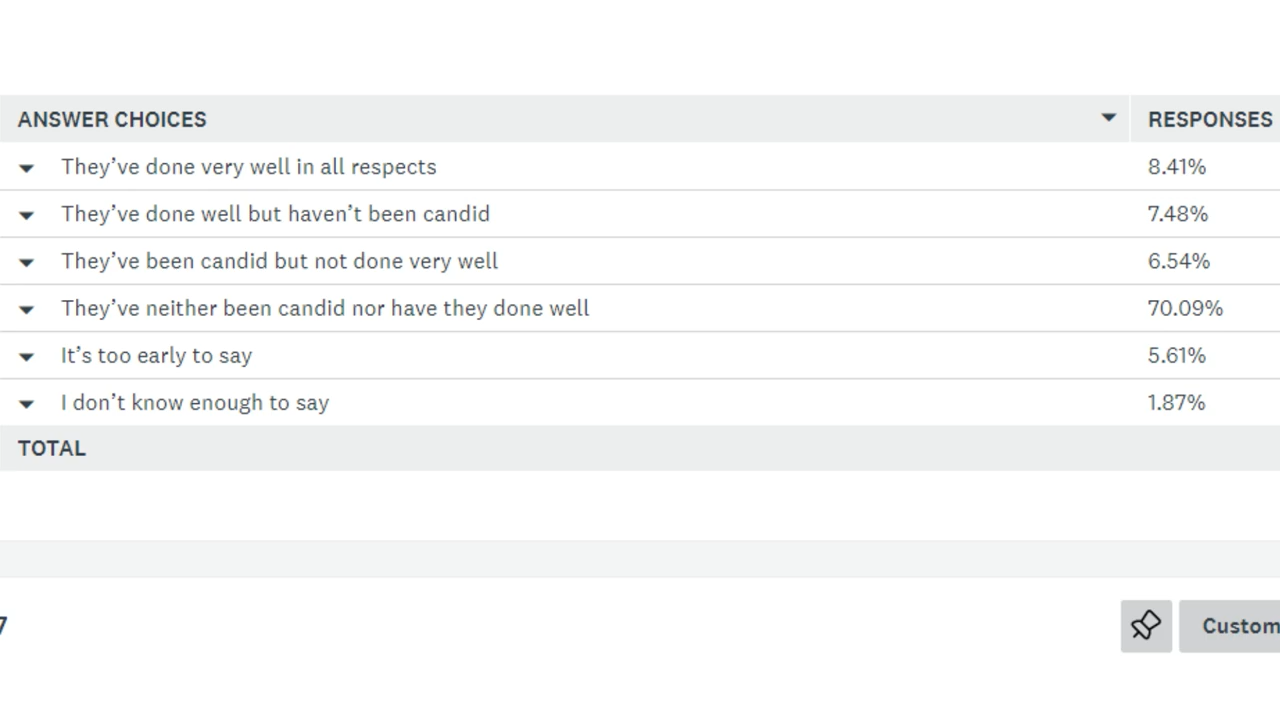 ANSWER CHOICES RESPONSES
They’ve done very well in all respects 8.41%
They’ve done well but haven’t been candid 7.48%
They’ve been candid but not done very well 6.54%
They’ve neither been candid nor have they done well 70.09%
It’s too early to say 5.61%
I don’t know enough to say 1.87%
TOTAL
7 Custom